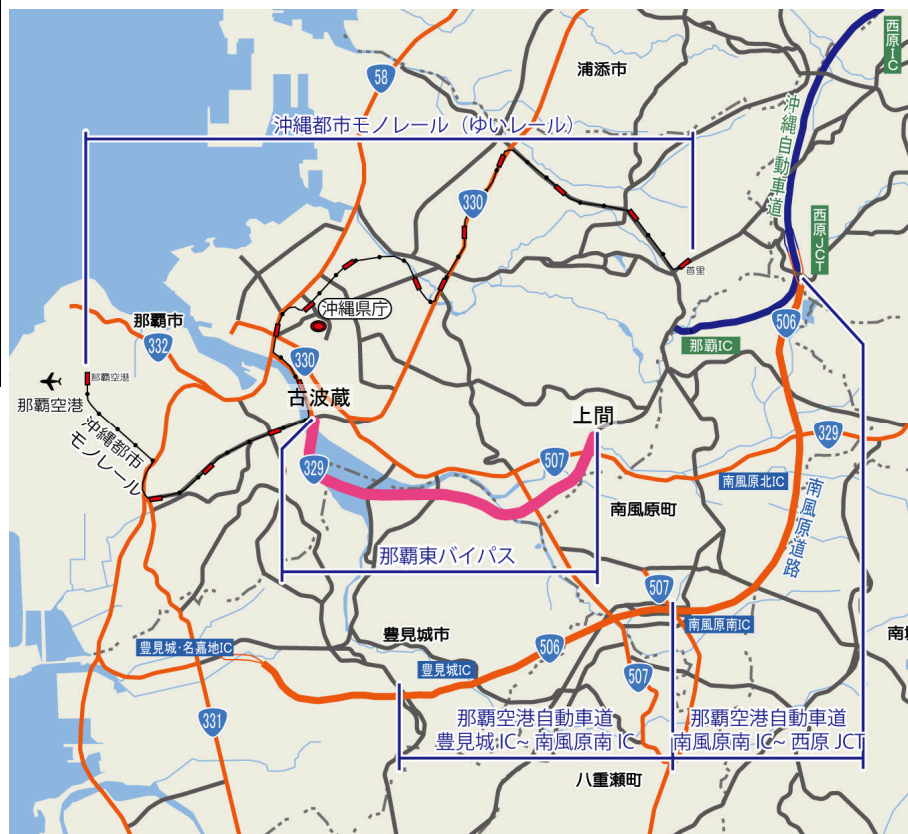 浦添市
58
西原IC
沖縄都市モノレール（ゆいレール）
沖縄自動車道
330
西原JCT
首里
沖縄県庁
那覇市
332
506
那覇IC
330
那覇空港
那覇空港
古波蔵
上間
沖縄都市
モノレール
329
329
507
南風原北IC
南風原町
南風原道路
那覇東バイパス
507
南風原南IC
豊見城市
506
豊見城・名嘉地IC
豊見城IC
507
南城
331
那覇空港自動車道
豊見城IC~南風原南IC
那覇空港自動車道
南風原南IC~西原JCT
八重瀬町